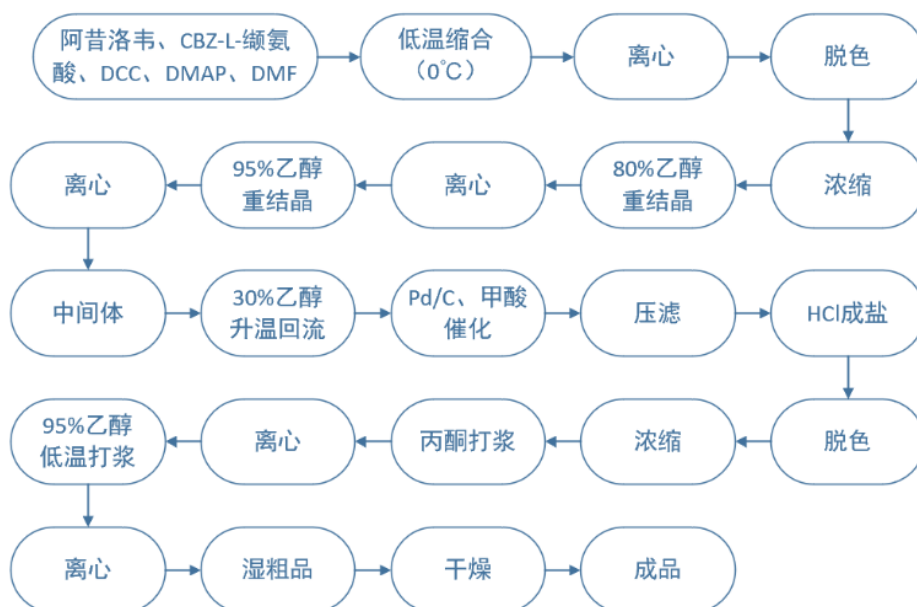 阿昔洛韦、CBZ-L-缬氨
酸、DCC、DMAP、DMF
低温缩合
（0℃）
离心
脱色
浓缩
80%乙醇
重结晶
离心
95%乙醇
重结晶
离心
中间体
30%乙醇
升温回流
Pd/C、甲酸
催化
压滤
HCl成盐
脱色
浓缩
丙酮打浆
离心
95%乙醇
低温打浆
离心
湿粗品
干燥
成品